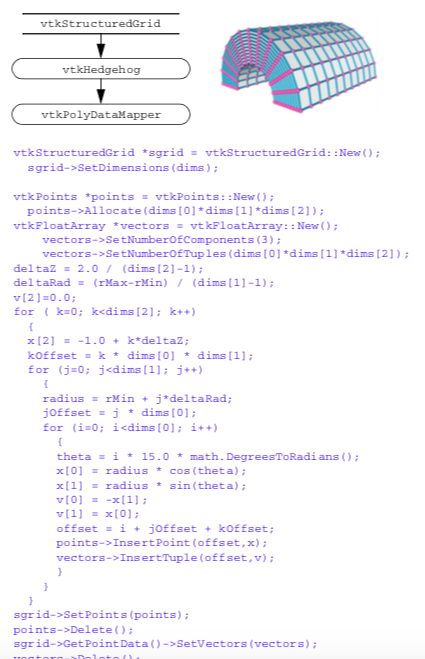 vtkStructuredGrid
vtkHedgehog
vtkPolyDataMapper
vtkStructuredGrid *sgrid = vtkStructuredGrid::New();
sgrid->SetDimensions(dims);
vtkPoints *points = vtkPoints::New();
points->Allocate(dims[0]*dims[1]*dims[2]);
vtkFloatArray *vectors = vtkFloatArray::New();
vectors->SetNumberOfComponents(3);
vectors->SetNumberOfTuples(dims[0]*dims[1]*dims[2]);
deltaZ = 2.0 / (dims[2]-1);
deltaRad = (rMax-rMin) / (dims[1]-1);
v[2]=0.0;
for ( k=0; k<dims[2]; k++)
{
x[2] = -1.0 + k*deltaZ;
kOffset = k * dims[0] * dims[1];
for (j=0; j<dims[1]; j++)
{
radius = rMin + j*deltaRad;
jOffset = j * dims[0];
for (i=0; i<dims[0]; i++)
{
theta = i * 15.0 * math.DegreesToRadians();
x[0] = radius * cos(theta);
x[1] = radius * sin(theta);
v[0] = -x[1];
v[1] = x[0];
offset = i + jOffset + kOffset;
points->InsertPoint(offset,x);
vectors->InsertTuple(offset,v);
}
}
}
sgrid->SetPoints(points);
points->Delete();
sgrid->GetPointData()->SetVectors(vectors);
vectors->Delete();